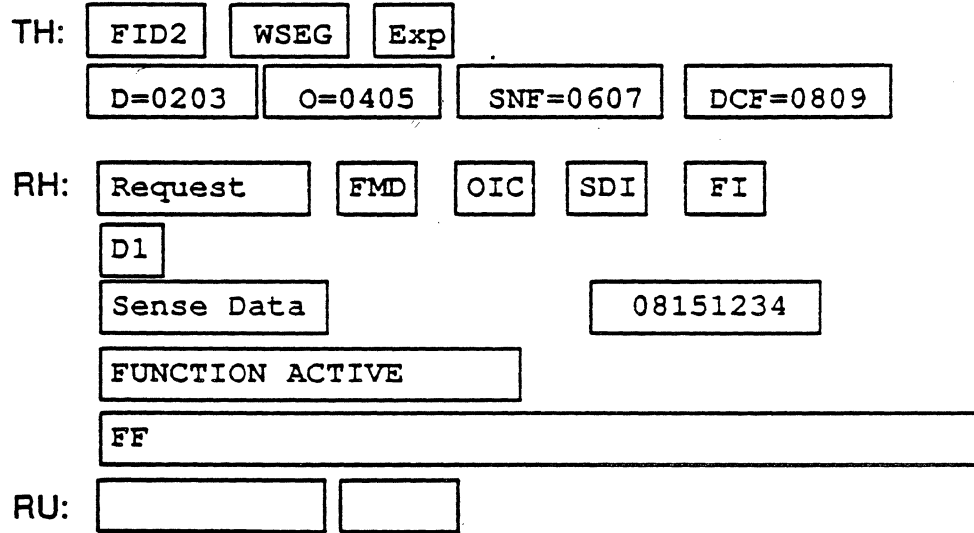 TH: FID2 WSEG Exp
D=0203 O=0405 SNF=0607 DCF=0809
RH: Request FMD OIC SDI FI
D1
Sense Data 08151234
FUNCTION ACTIVE
FF
RU: